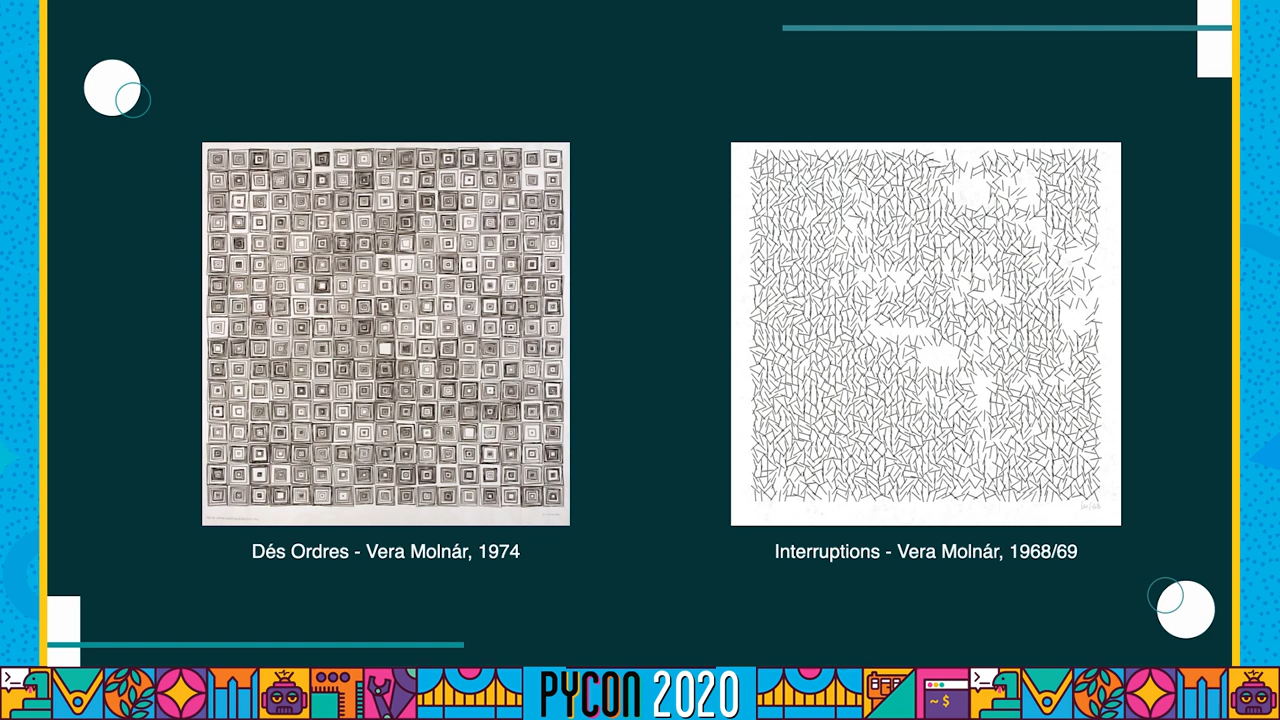 Dés Ordres - Vera Molnár, 1974
Interruptions - Vera Molnár, 1968/69
PYCON 2020
>_
~ $
>_